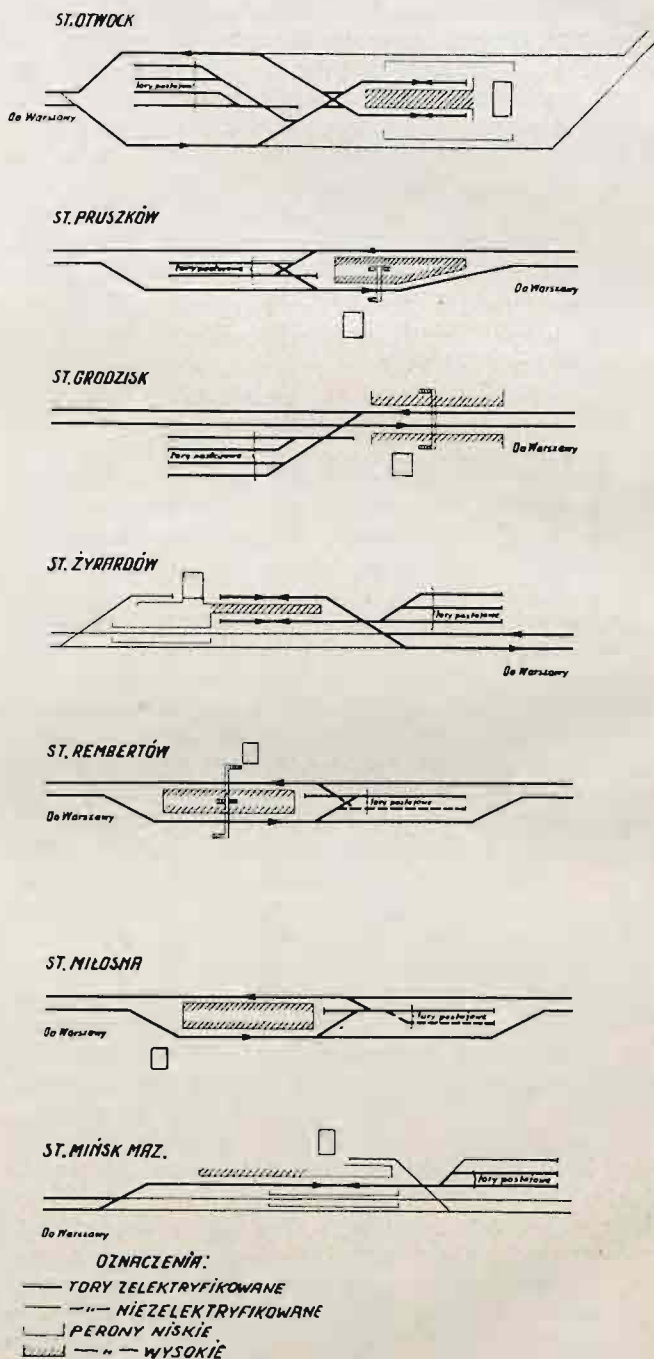 ST. OTWOCK
Tory postojowe
Do Warszawy
ST. PRUSZKÓW
Tory postojowe
Do Warszawy
ST. GRODZISK
Tory postojowe
Do Warszawy
ST. ŻYRARDÓW
Tory postojowe
Do Warszawy
ST. REMBERTÓW
Tory postojowe
Do Warszawy
ST. MIŁOSNA
Tory postojowe
Do Warszawy
ST. MIŃSK MAZ.
Tory postojowe
Do Warszawy
OZNACZENIA:
TORY ZELEKTRYFIKOWANE
—„— NIEZELEKTRYFIKOWANE
PERONY NISKIE
—„— WYSOKIE